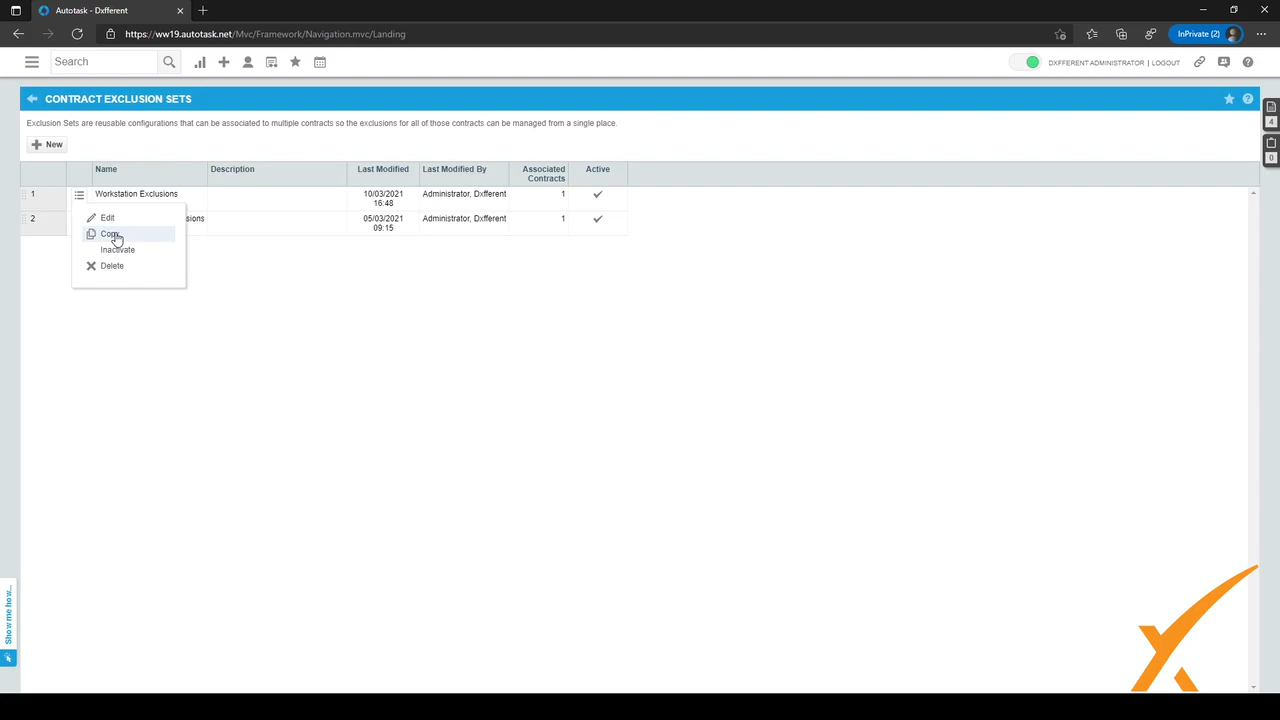 Autotask - Dxfferent
https://ww19.autotask.net/Mvc/Framework/Navigation.mvc/Landing
InPrivate (2)
Search
DXFFERENT ADMINISTRATOR | LOGOUT
CONTRACT EXCLUSION SETS
Exclusion Sets are reusable configurations that can be associated to multiple contracts so the exclusions for all of those contracts can be managed from a single place.
New
Name Description Last Modified Last Modified By Associated Contracts Active
1 Workstation Exclusions 10/03/2021 16:48 Administrator, Dxfferent 1
2 sions 05/03/2021 09:15 Administrator, Dxfferent 1
Edit
Copy
Inactivate
Delete
4
0
Show me how...